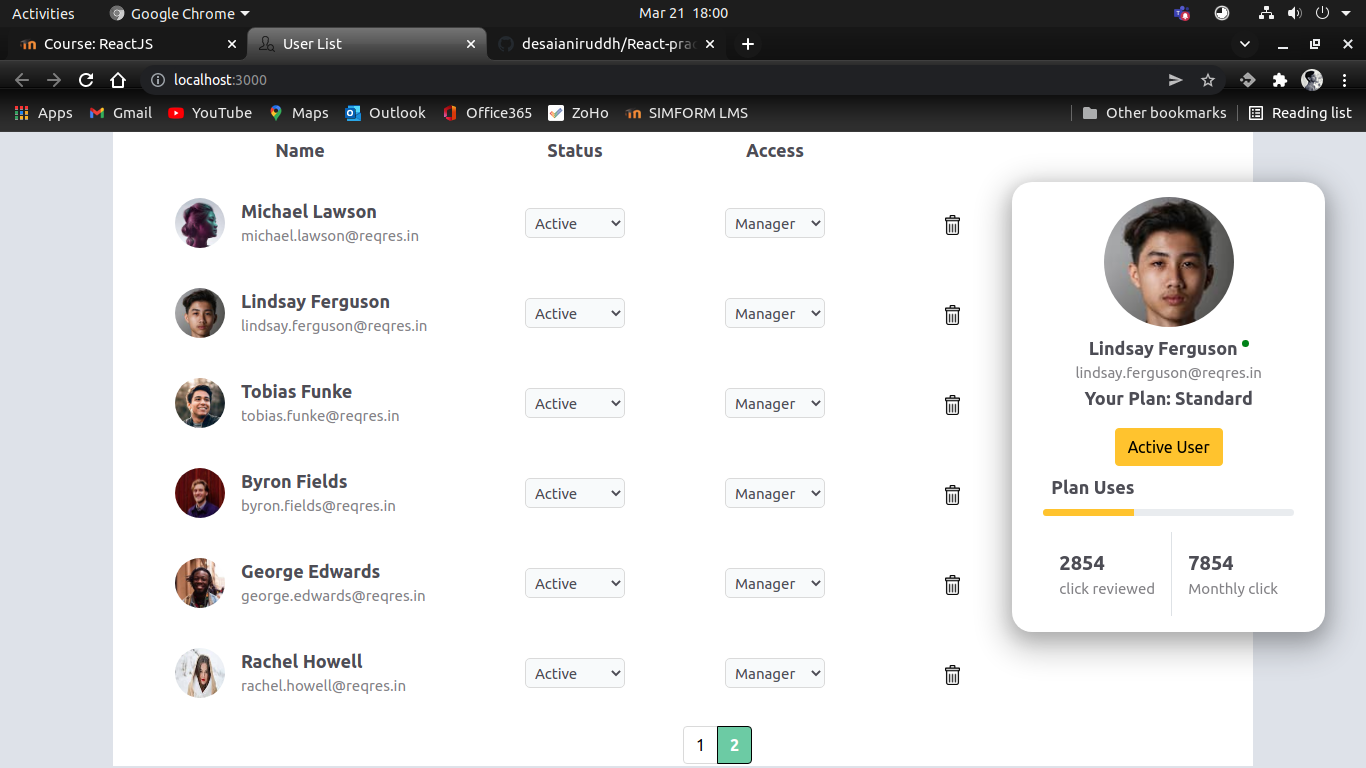 Activities Google Chrome Mar 21 18:00
Course: ReactJS User List desaianiruddh/React-prac
localhost:3000
Apps Gmail YouTube Maps Outlook Office365 ZoHo SIMFORM LMS Other bookmarks Reading list
Name Status Access
Michael Lawson
michael.lawson@reqres.in
Active Manager
Lindsay Ferguson
lindsay.ferguson@reqres.in
Active Manager
Tobias Funke
tobias.funke@reqres.in
Active Manager
Byron Fields
byron.fields@reqres.in
Active Manager
George Edwards
george.edwards@reqres.in
Active Manager
Rachel Howell
rachel.howell@reqres.in
Active Manager
1 2
Lindsay Ferguson
lindsay.ferguson@reqres.in
Your Plan: Standard
Active User
Plan Uses
2854 7854
click reviewed Monthly click